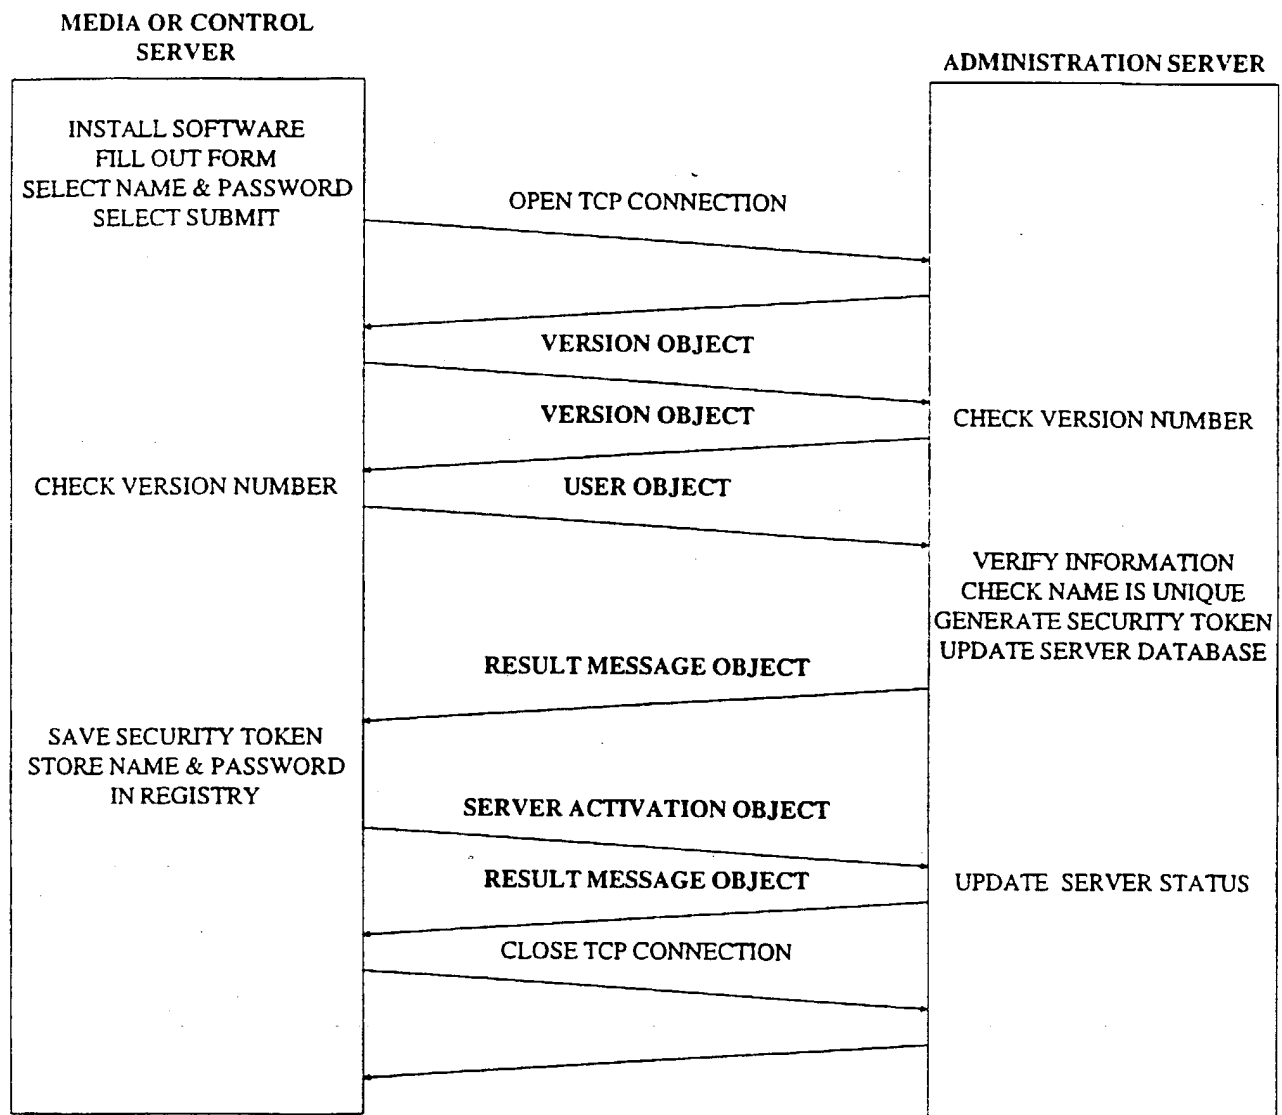 MEDIA OR CONTROL
SERVER
ADMINISTRATION SERVER
INSTALL SOFTWARE
FILL OUT FORM
SELECT NAME & PASSWORD
SELECT SUBMIT
OPEN TCP CONNECTION
VERSION OBJECT
VERSION OBJECT
CHECK VERSION NUMBER
CHECK VERSION NUMBER
USER OBJECT
VERIFY INFORMATION
CHECK NAME IS UNIQUE
GENERATE SECURITY TOKEN
UPDATE SERVER DATABASE
RESULT MESSAGE OBJECT
SAVE SECURITY TOKEN
STORE NAME & PASSWORD
IN REGISTRY
SERVER ACTIVATION OBJECT
RESULT MESSAGE OBJECT
UPDATE SERVER STATUS
CLOSE TCP CONNECTION